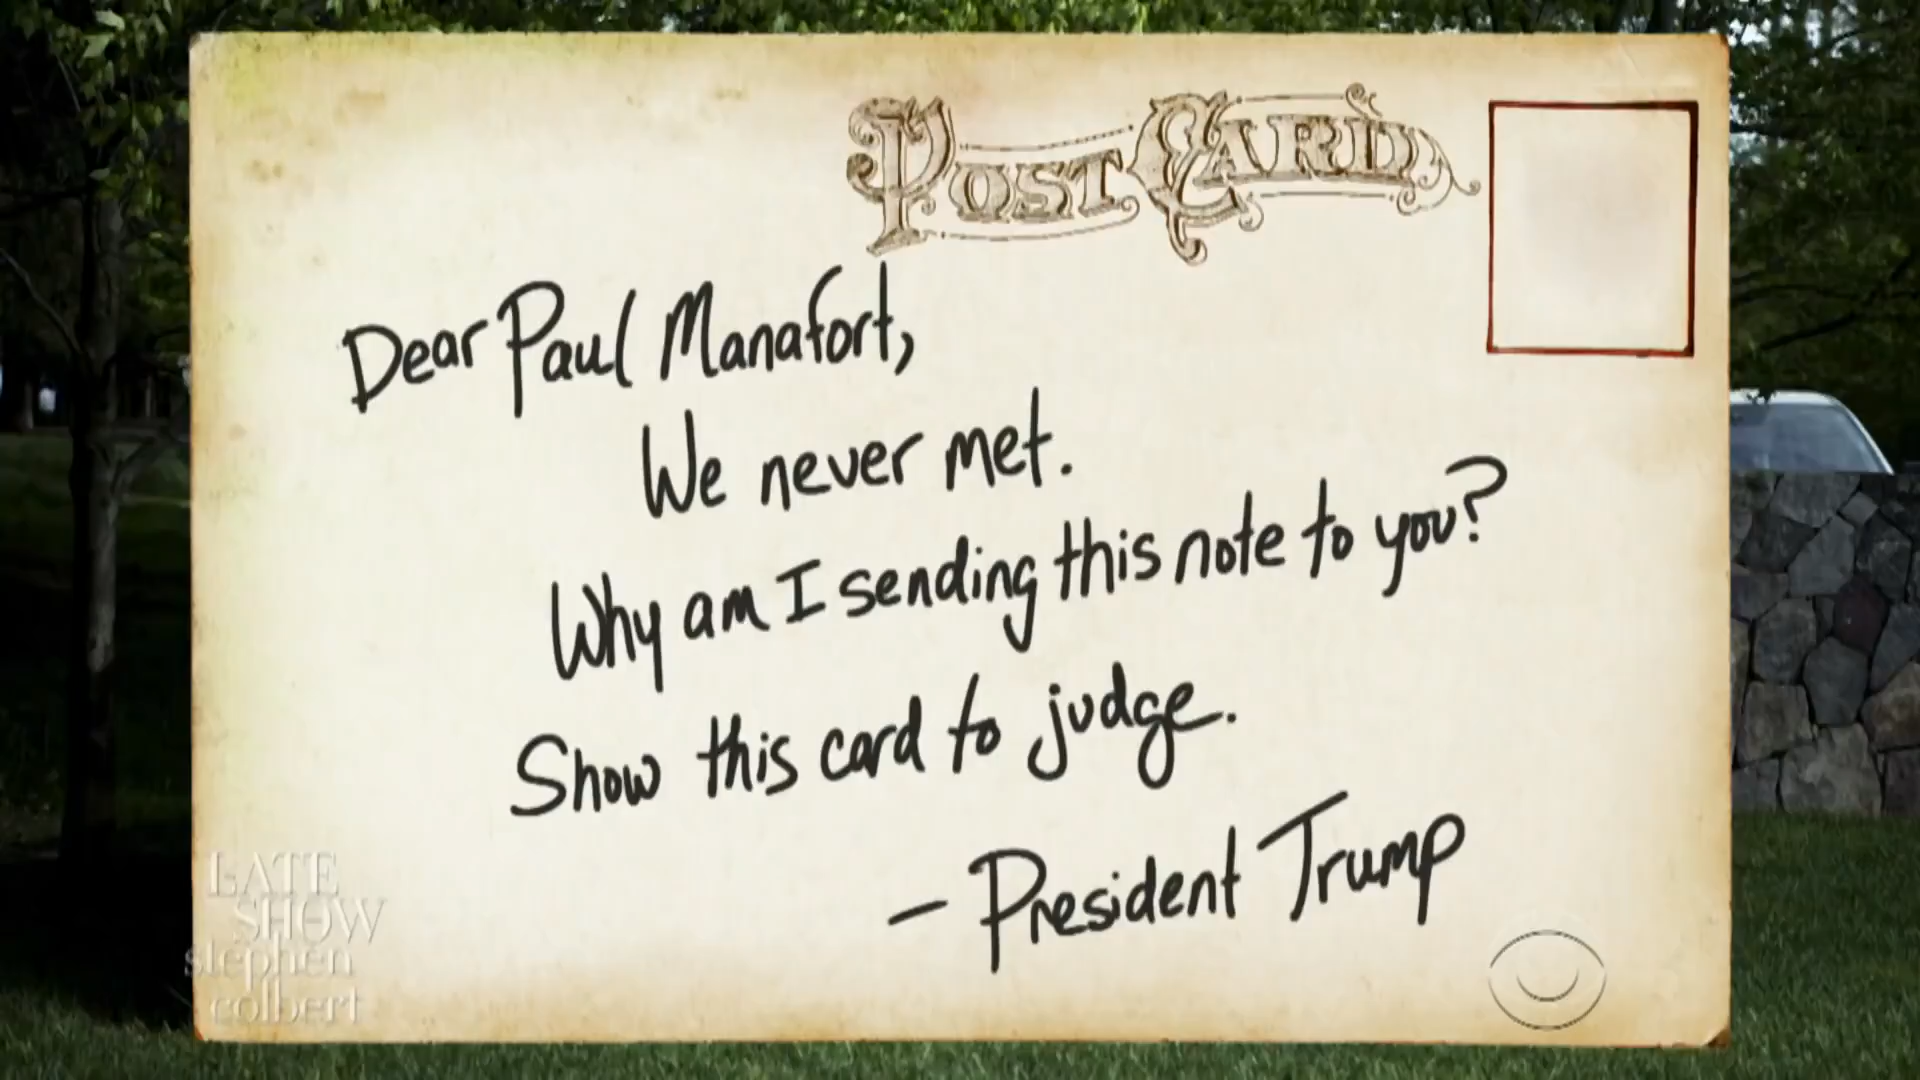 POST CARD
Dear Paul Manafort,
We never met.
Why am I sending this note to you?
Show this card to judge.
- President Trump
LATE
SHOW
stephen
colbert